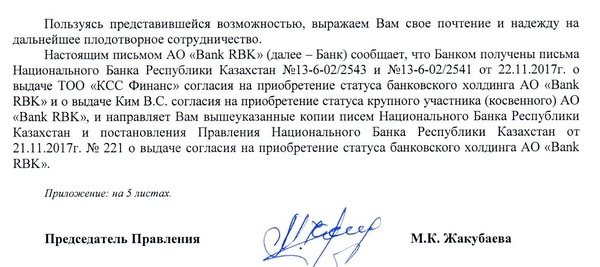 Пользуясь представившейся возможностью, выражаем Вам свое почтение и надежду на
дальнейшее плодотворное сотрудничество.
Настоящим письмом АО «Bank RBK» (далее – Банк) сообщает, что Банком получены письма
Национального Банка Республики Казахстан №13-6-02/2543 и №13-6-02/2541 от 22.11.2017г. о
выдаче ТОО «КСС Финанс» согласия на приобретение статуса банковского холдинга АО «Bank
RBK» и о выдаче Ким В.С. согласия на приобретение статуса крупного участника (косвенного) АО
«Bank RBK», и направляет Вам вышеуказанные копии писем Национального Банка Республики
Казахстан и постановления Правления Национального Банка Республики Казахстан от
21.11.2017г. № 221 о выдаче согласия на приобретение статуса банковского холдинга АО «Bank
RBK».
Приложение: на 5 листах.
Председатель Правления М.К. Жакубаева